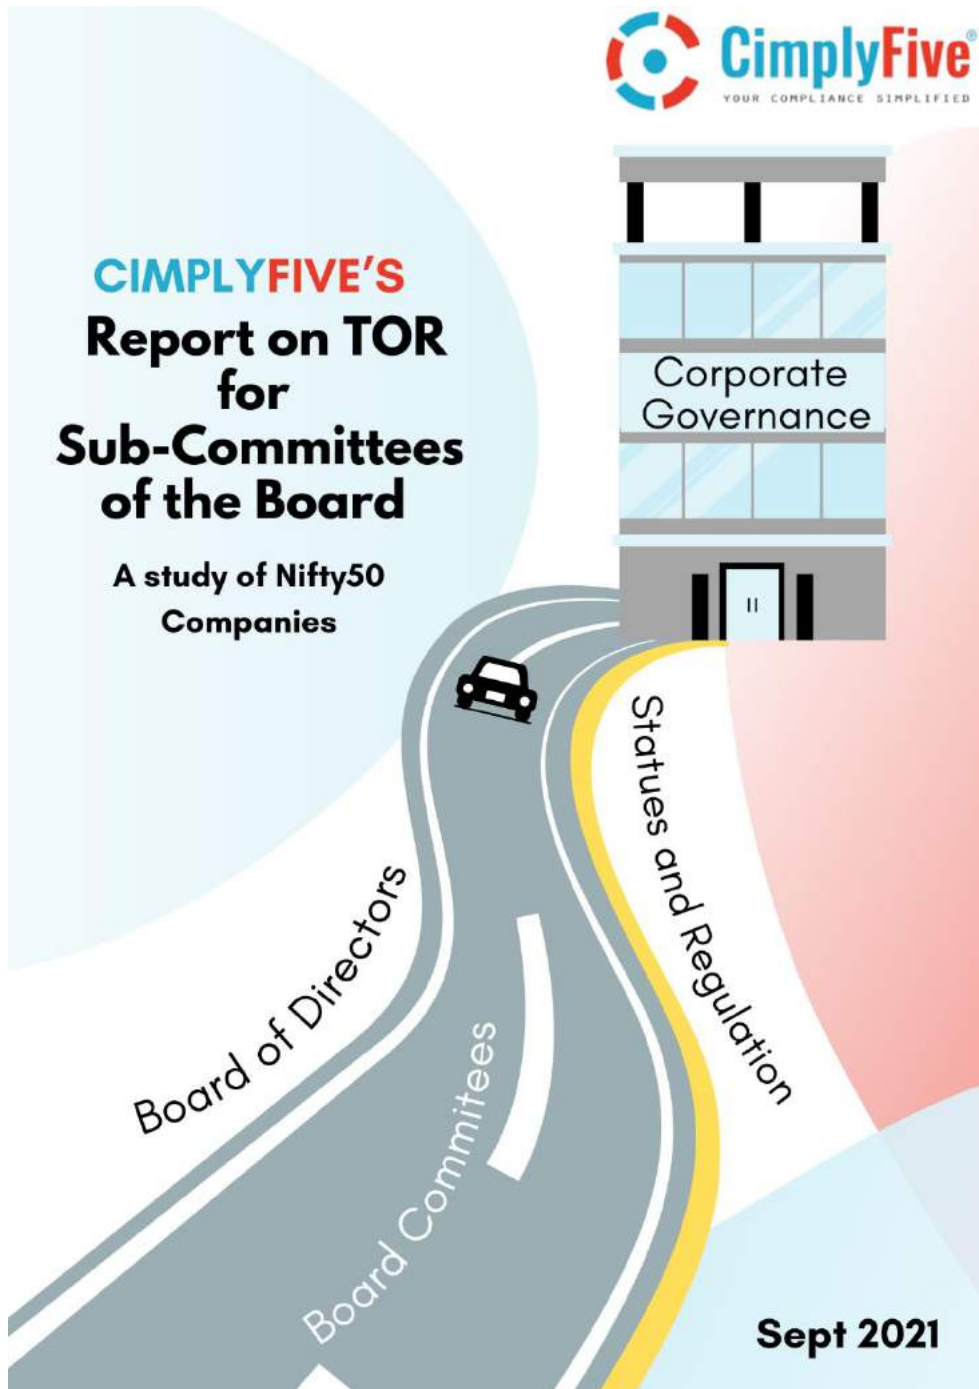 CimplyFive®
YOUR COMPLIANCE SIMPLIFIED
CIMPLYFIVE'S
Report on TOR
for
Sub-Committees
of the Board
A study of Nifty50
Companies
Corporate
Governance
Statues and Regulation
Board of Directors
Board Commitees
Sept 2021